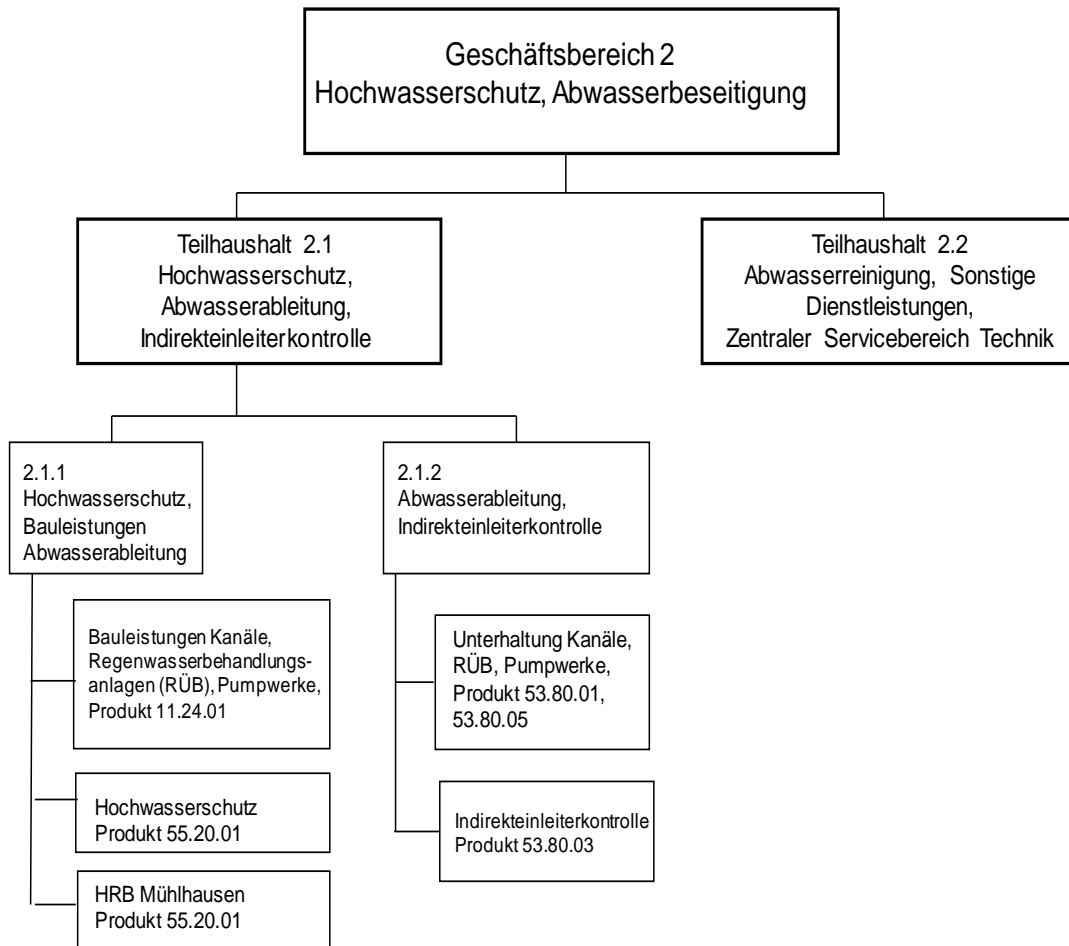 Geschäftsbereich 2
Hochwasserschutz, Abwasserbeseitigung
Teilhaushalt 2.1
Hochwasserschutz,
Abwasserableitung,
Indirekteinleiterkontrolle
Teilhaushalt 2.2
Abwasserreinigung, Sonstige
Dienstleistungen,
Zentraler Servicebereich Technik
2.1.1
Hochwasserschutz,
Bauleistungen
Abwasserableitung
2.1.2
Abwasserableitung,
Indirekteinleiterkontrolle
Bauleistungen Kanäle,
Regenwasserbehandlungs-
anlagen (RÜB), Pumpwerke,
Produkt 11.24.01
Unterhaltung Kanäle,
RÜB, Pumpwerke,
Produkt 53.80.01,
53.80.05
Hochwasserschutz
Produkt 55.20.01
Indirekteinleiterkontrolle
Produkt 53.80.03
HRB Mühlhausen
Produkt 55.20.01